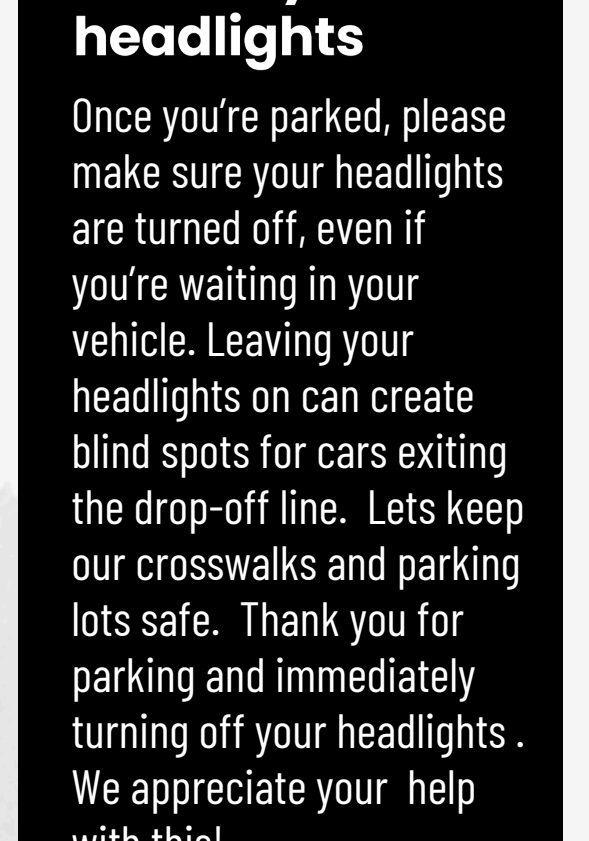 headlights
Once you're parked, please
make sure your headlights
are turned off, even if
you're waiting in your
vehicle. Leaving your
headlights on can create
blind spots for cars exiting
the drop-off line.  Lets keep
our crosswalks and parking
lots safe.  Thank you for
parking and immediately
turning off your headlights .
We appreciate your  help
with this!